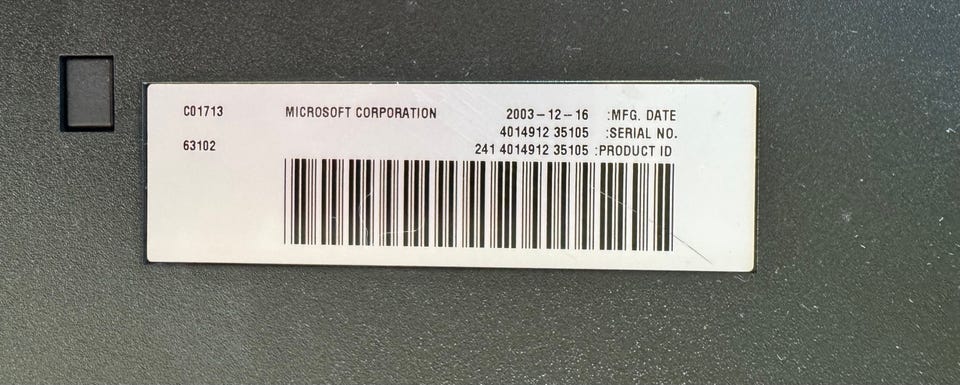 C01713 MICROSOFT CORPORATION 2003-12-16 :MFG. DATE
4014912 35105 :SERIAL NO.
63102 241 4014912 35105 :PRODUCT ID